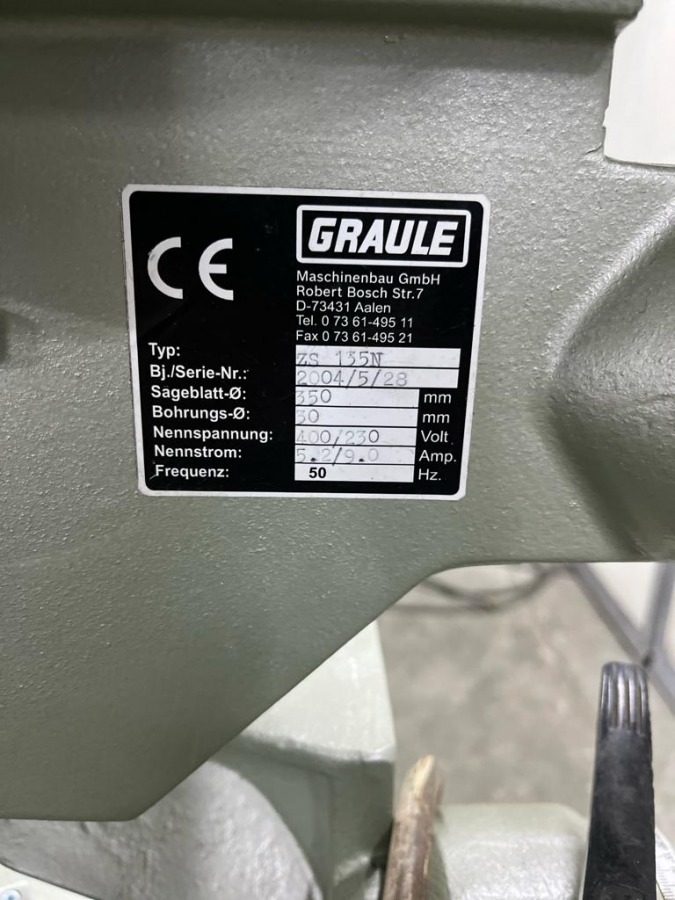 CE
GRAULE
Maschinenbau GmbH
Robert Bosch Str.7
D-73431 Aalen
Tel. 0 73 61-495 11
Fax 0 73 61-495 21
Typ: ZS 135N
Bj./Serie-Nr.: 2004/5/28
Sageblatt-Ø: 350 mm
Bohrungs-Ø: 30 mm
Nennspannung: 400/230 Volt
Nennstrom: 5.2/9.0 Amp.
Frequenz: 50 Hz.